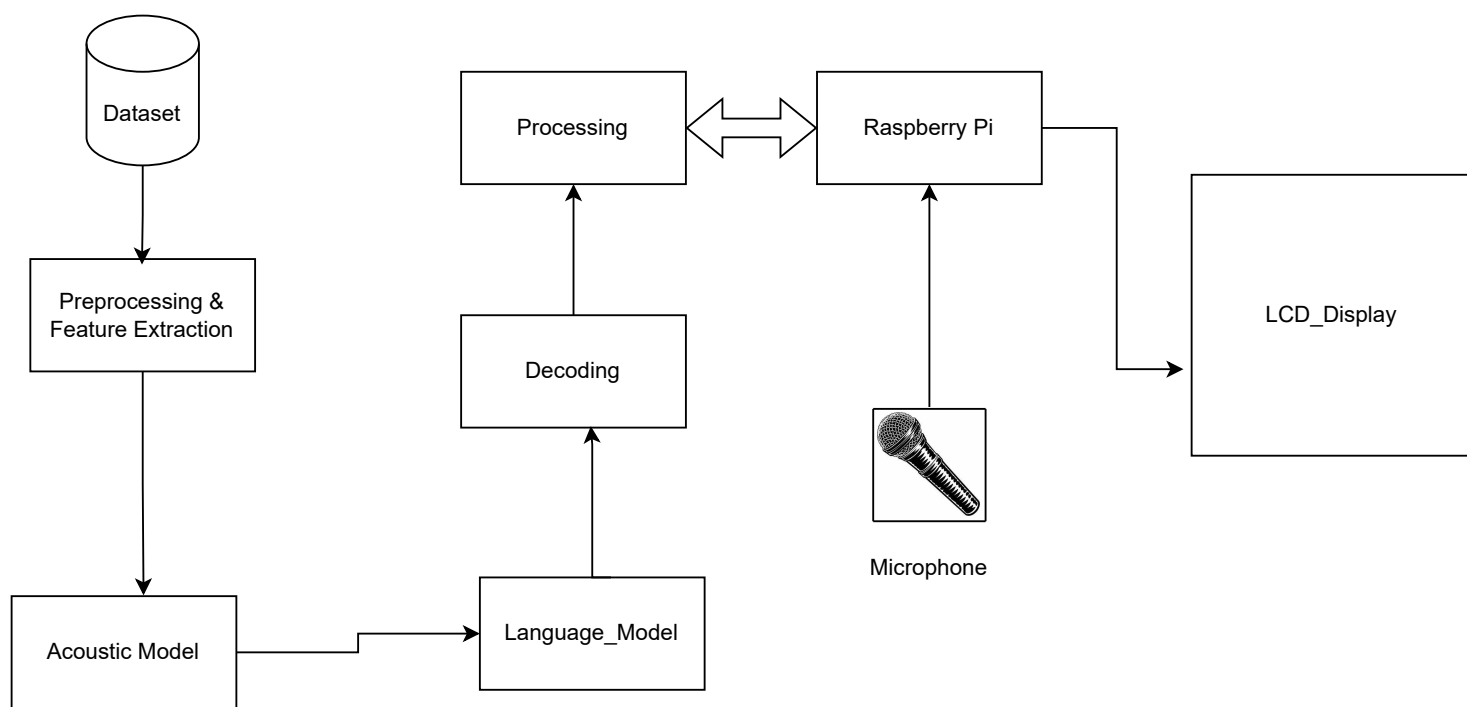 Dataset
Processing
Raspberry Pi
Preprocessing &
Feature Extraction
LCD_Display
Decoding
Microphone
Language_Model
Acoustic Model